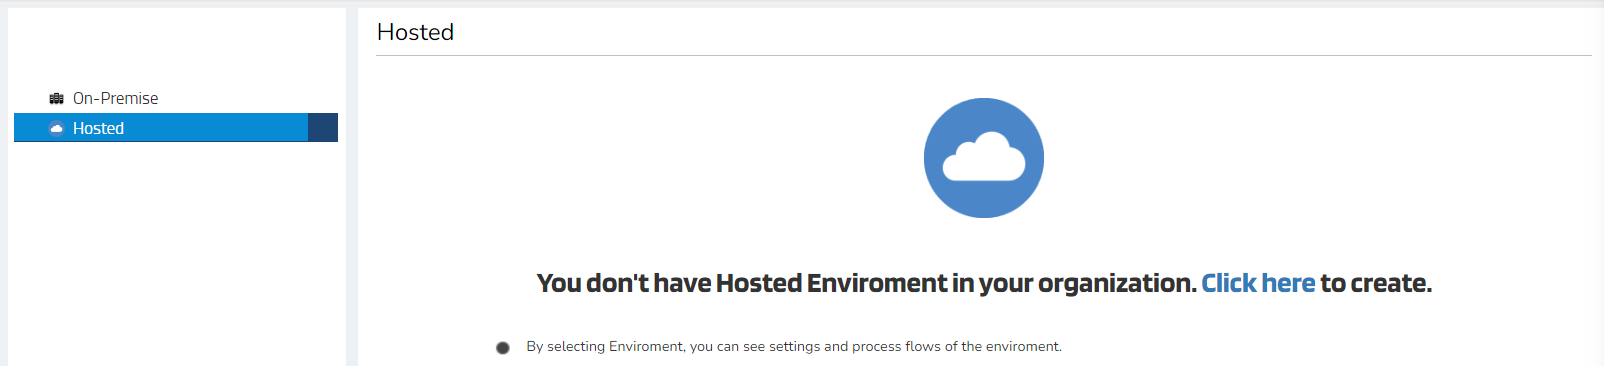 Hosted
On-Premise
Hosted
You don't have Hosted Enviroment in your organization. Click here to create.
By selecting Enviroment, you can see settings and process flows of the enviroment.